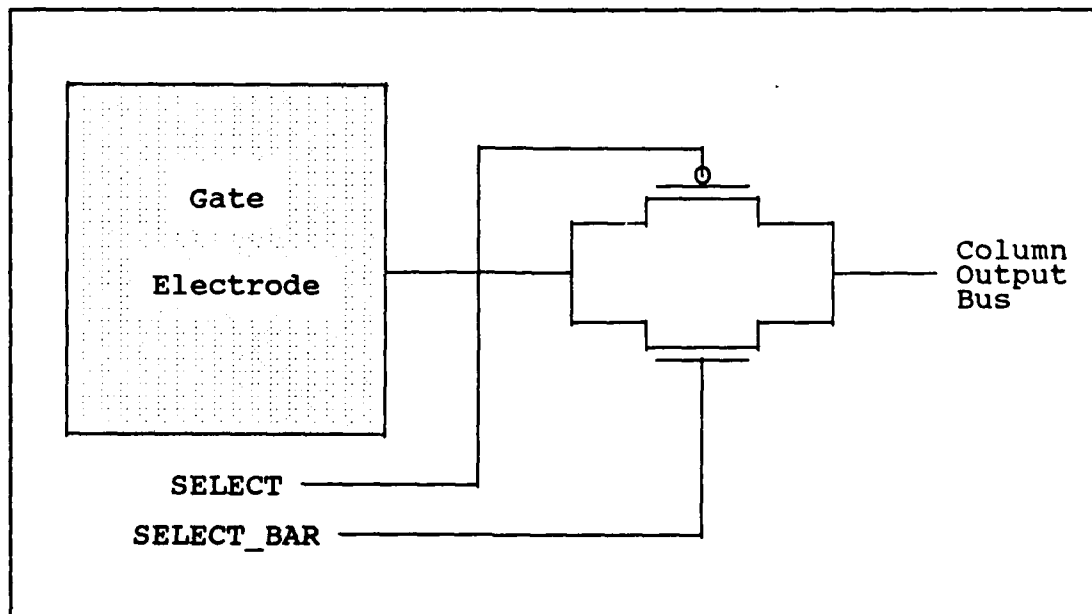 Gate
Electrode
Column
Output
Bus
SELECT
SELECT_BAR